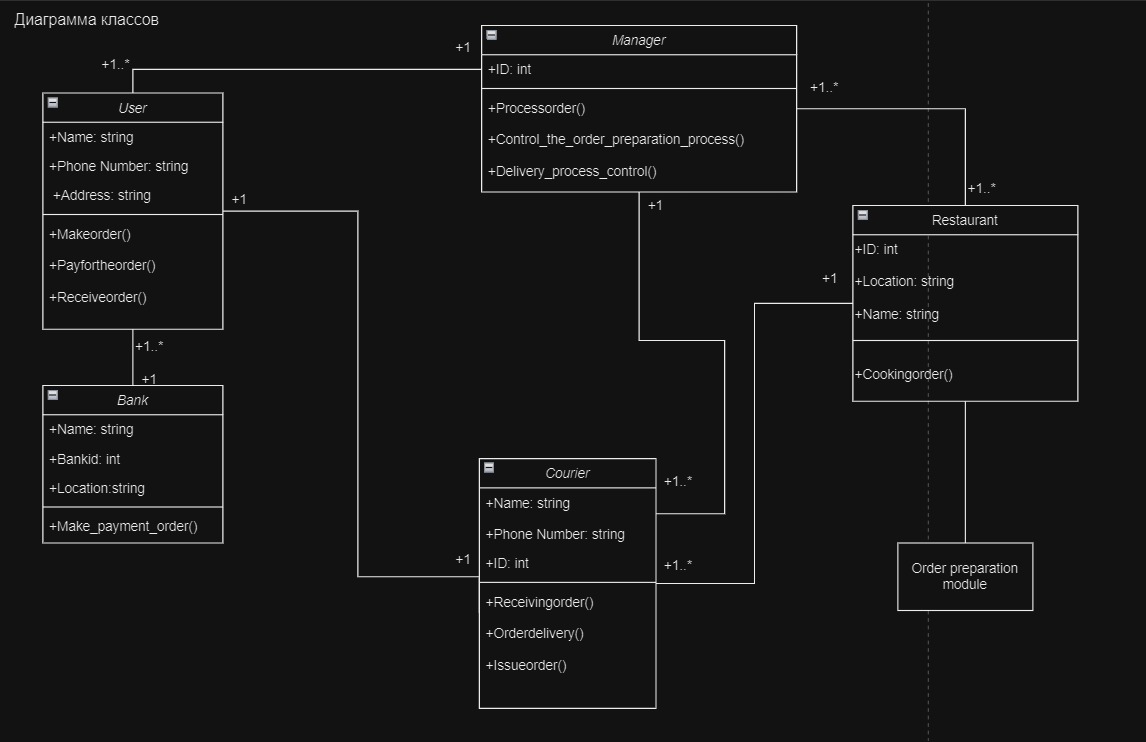 Диаграмма классов
+1..*
+1
Manager
+ID: int
+Processorder()
+Control_the_order_preparation_process()
+Delivery_process_control()
+1..*
+1
+1..*
User
+Name: string
+Phone Number: string
+Address: string
+Makeorder()
+Payfortheorder()
+Receiveorder()
+1
+1..*
+1
Bank
+Name: string
+Bankid: int
+Location:string
+Make_payment_order()
Restaurant
+ID: int
+Location: string
+Name: string
+Cookingorder()
+1
Courier
+Name: string
+Phone Number: string
+ID: int
+Receivingorder()
+Orderdelivery()
+Issueorder()
+1..*
+1
+1..*
Order preparation
module